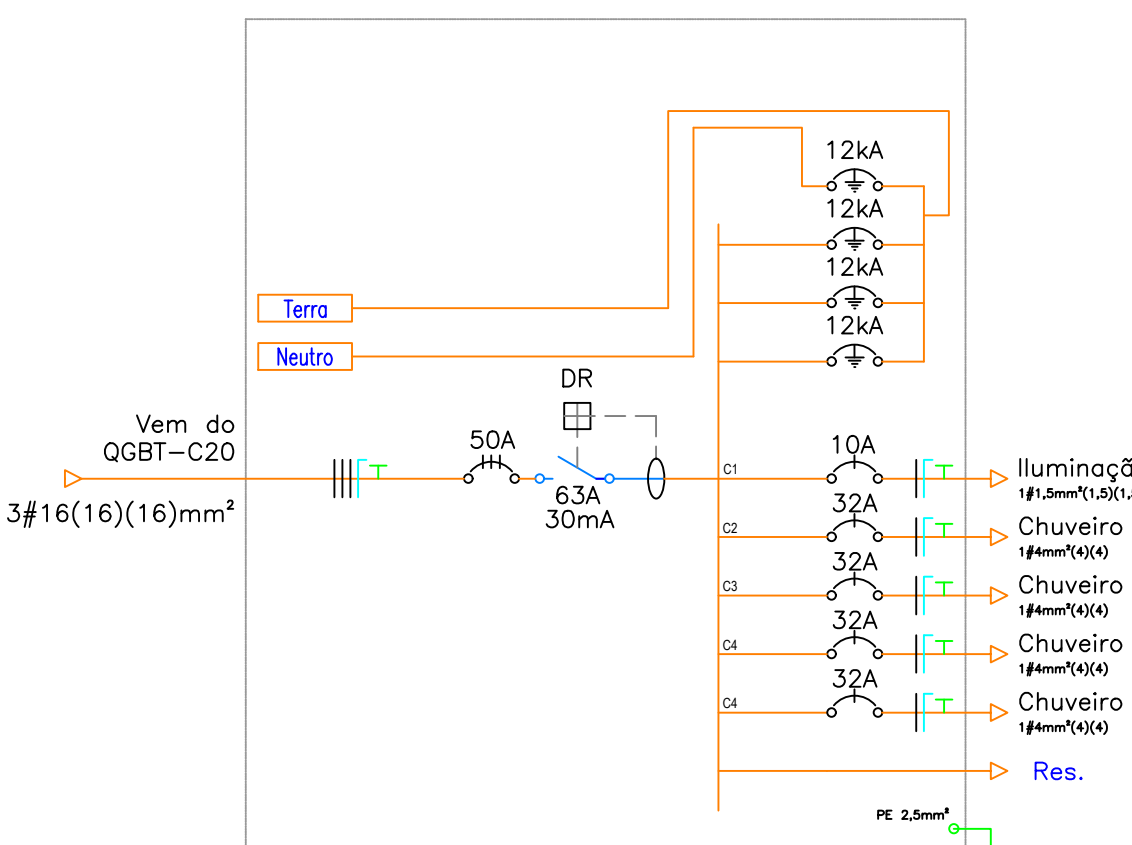 12kA
12kA
12kA
12kA
Terra
Neutro
DR
Vem do
QGBT-C20
3#16(16)(16)mm²
50A
63A
30mA
C1
10A
Iluminaçã
1#1,5mm²(1,5)(1,
C2
32A
Chuveiro
1#4mm²(4)(4)
C3
32A
Chuveiro
1#4mm²(4)(4)
C4
32A
Chuveiro
1#4mm²(4)(4)
C4
32A
Chuveiro
1#4mm²(4)(4)
Res.
PE 2,5mm²